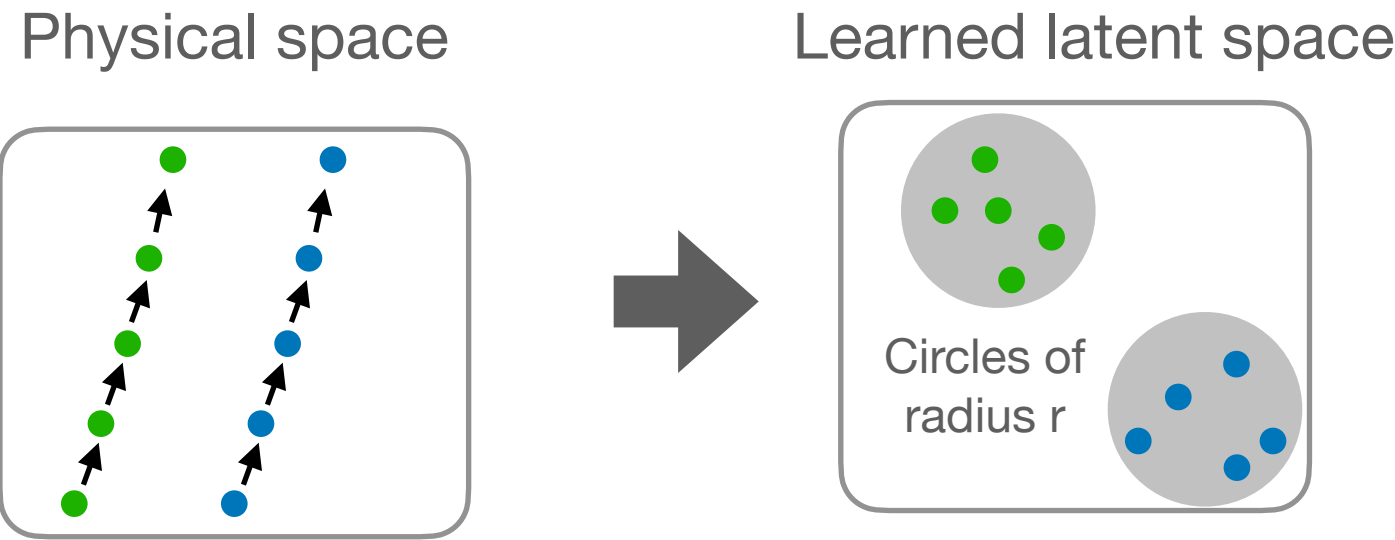 Physical space
Learned latent space
Circles of
radius r